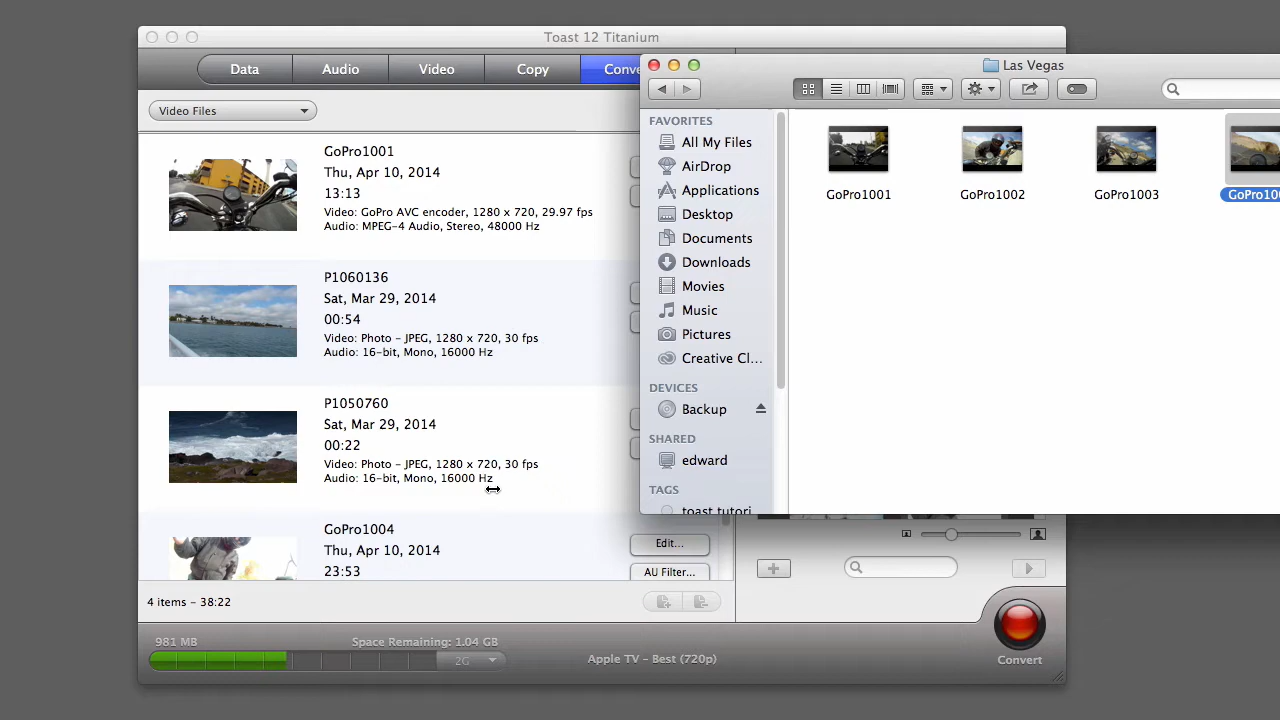 Toast 12 Titanium
Data
Audio
Video
Copy
Conve
Video Files
GoPro1001
Thu, Apr 10, 2014
13:13
Video: GoPro AVC encoder, 1280 x 720, 29.97 fps
Audio: MPEG-4 Audio, Stereo, 48000 Hz
P1060136
Sat, Mar 29, 2014
00:54
Video: Photo - JPEG, 1280 x 720, 30 fps
Audio: 16-bit, Mono, 16000 Hz
P1050760
Sat, Mar 29, 2014
00:22
Video: Photo - JPEG, 1280 x 720, 30 fps
Audio: 16-bit, Mono, 16000 Hz
GoPro1004
Thu, Apr 10, 2014
23:53
Edit...
AU Filter...
4 items - 38:22
981 MB
Space Remaining: 1.04 GB
2G
Apple TV - Best (720p)
Convert
Las Vegas
FAVORITES
All My Files
AirDrop
Applications
Desktop
Documents
Downloads
Movies
Music
Pictures
Creative Cl...
DEVICES
Backup
SHARED
edward
TAGS
toast tutori
GoPro1001
GoPro1002
GoPro1003
GoPro100